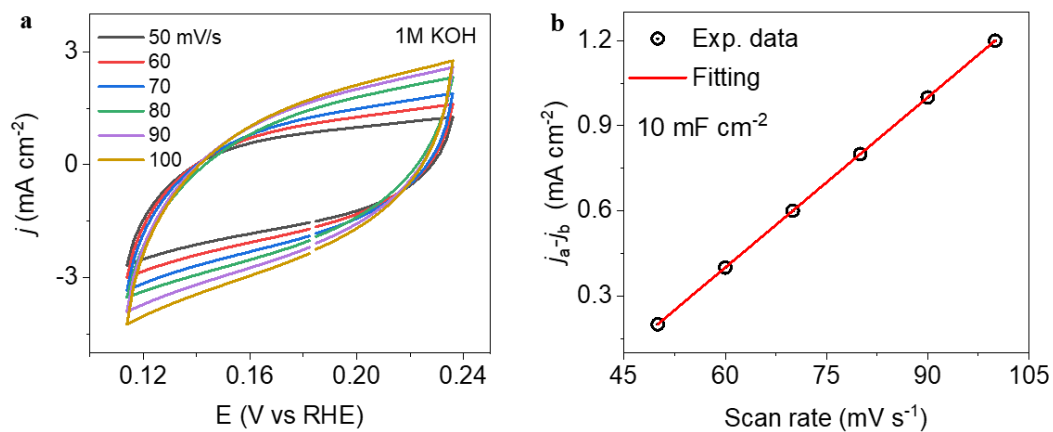 a
50 mV/s
60
70
80
90
100
1M KOH
3
0
-3
j (mA cm-2)
0.12
0.16
0.20
0.24
E (V vs RHE)
b
Exp. data
Fitting
10 mF cm-2
1.2
0.9
0.6
0.3
ja-jb (mA cm-2)
45
60
75
90
105
Scan rate (mV s-1)